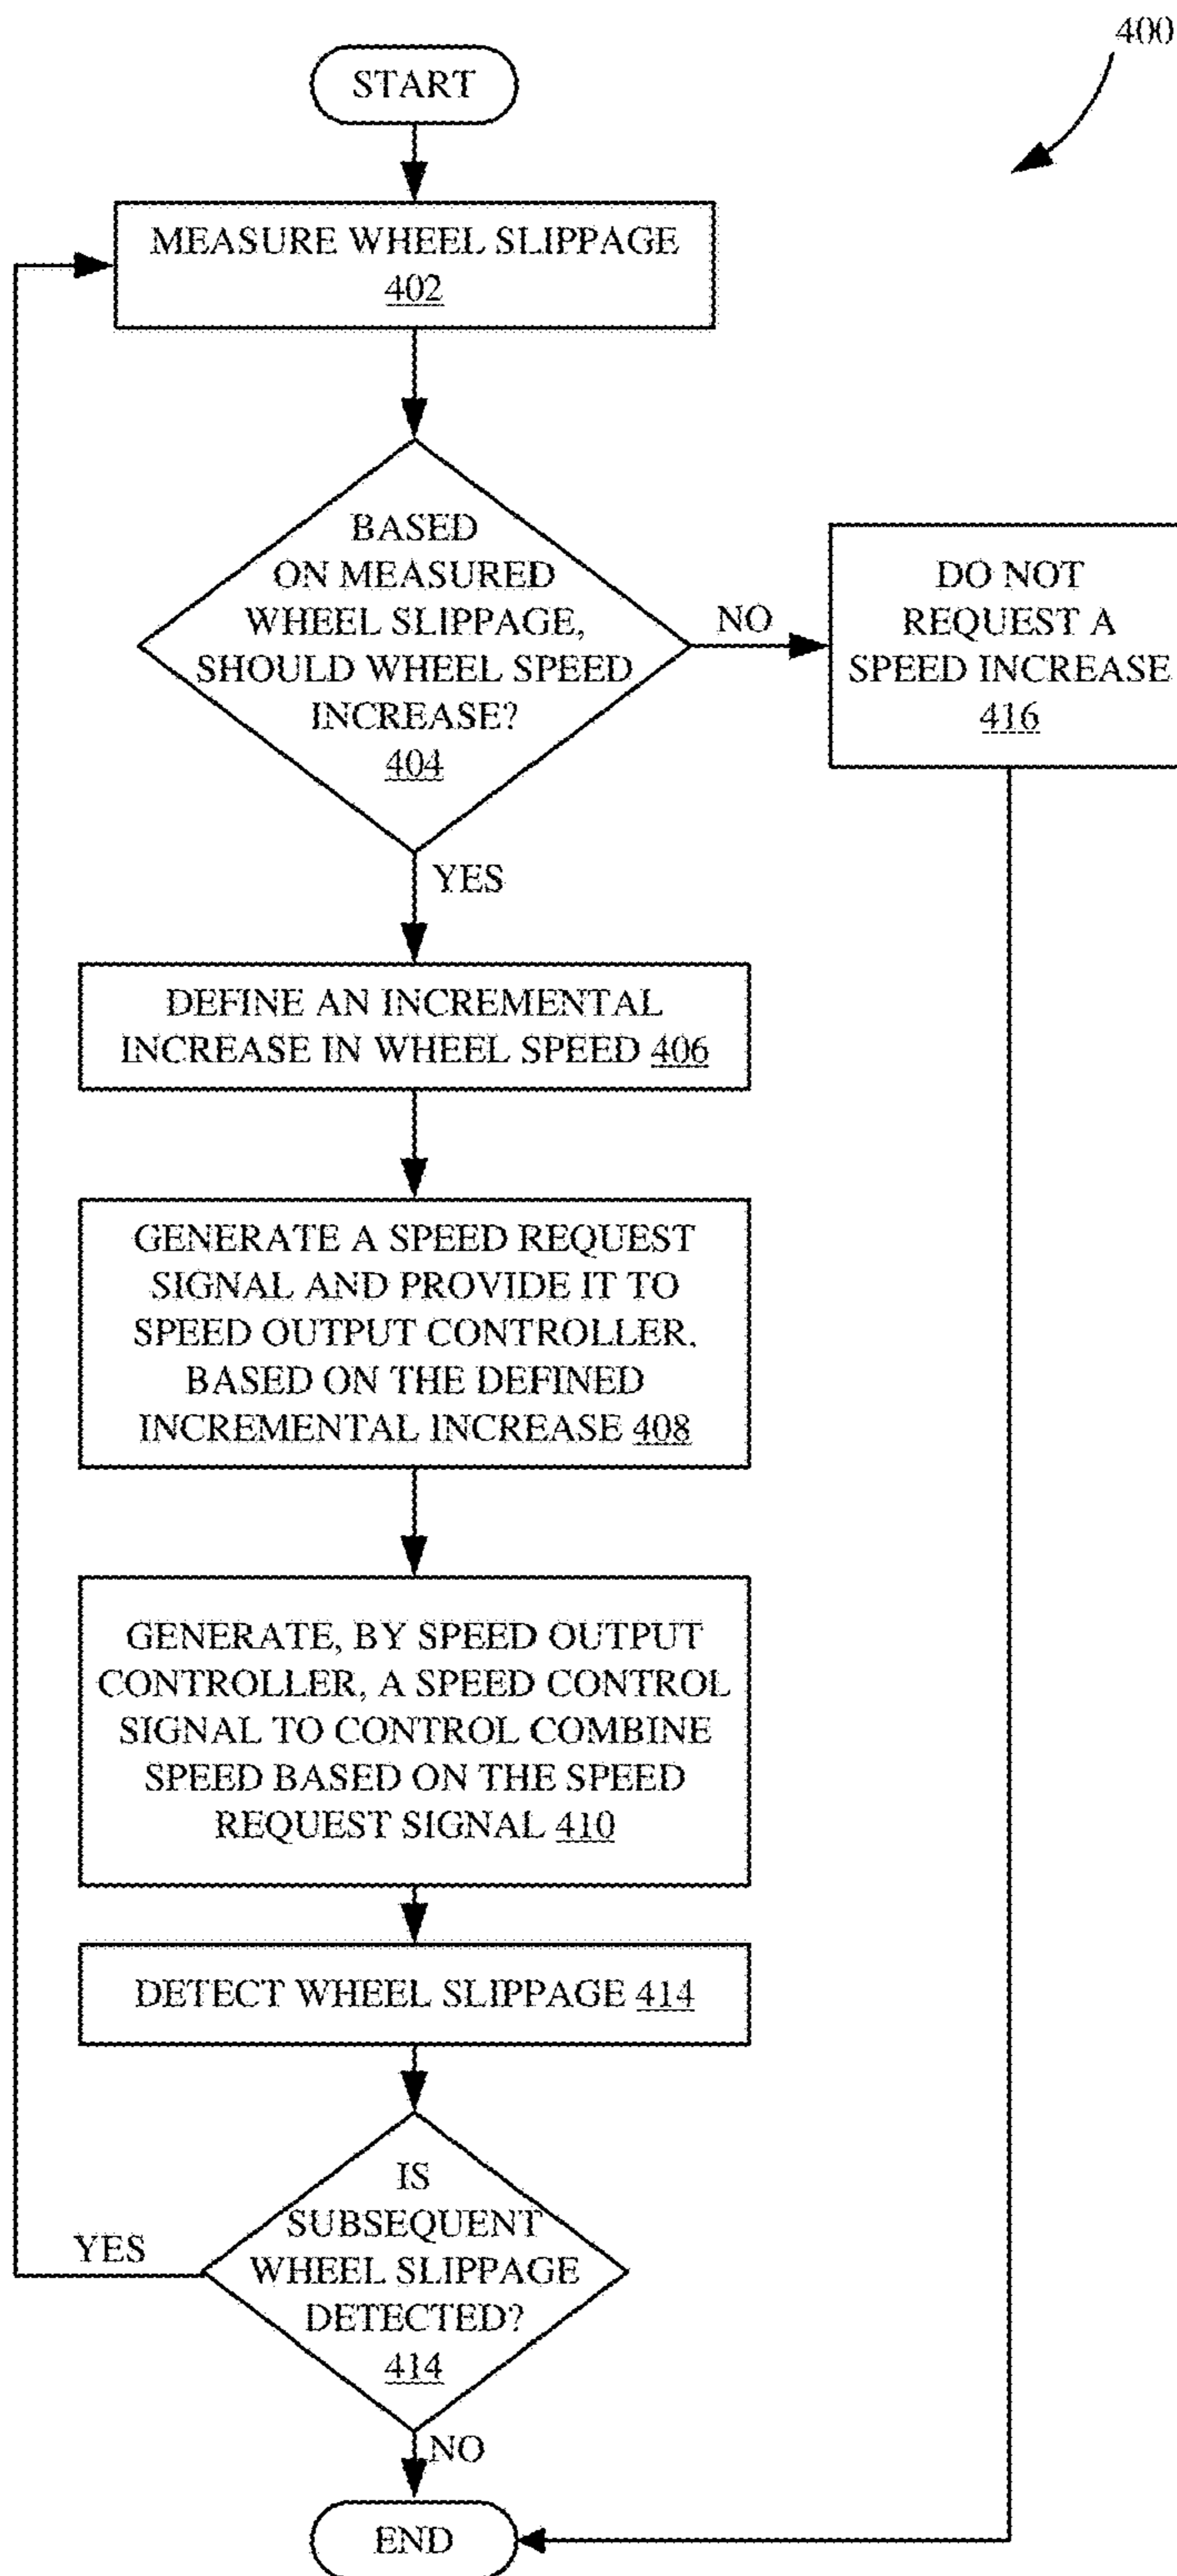 400
START
MEASURE WHEEL SLIPPAGE
402
BASED
ON MEASURED
WHEEL SLIPPAGE,
SHOULD WHEEL SPEED
INCREASE?
404
NO
DO NOT
REQUEST A
SPEED INCREASE
416
YES
DEFINE AN INCREMENTAL
INCREASE IN WHEEL SPEED 406
GENERATE A SPEED REQUEST
SIGNAL AND PROVIDE IT TO
SPEED OUTPUT CONTROLLER,
BASED ON THE DEFINED
INCREMENTAL INCREASE 408
GENERATE, BY SPEED OUTPUT
CONTROLLER, A SPEED CONTROL
SIGNAL TO CONTROL COMBINE
SPEED BASED ON THE SPEED
REQUEST SIGNAL 410
DETECT WHEEL SLIPPAGE 414
IS
SUBSEQUENT
WHEEL SLIPPAGE
DETECTED?
414
YES
NO
END